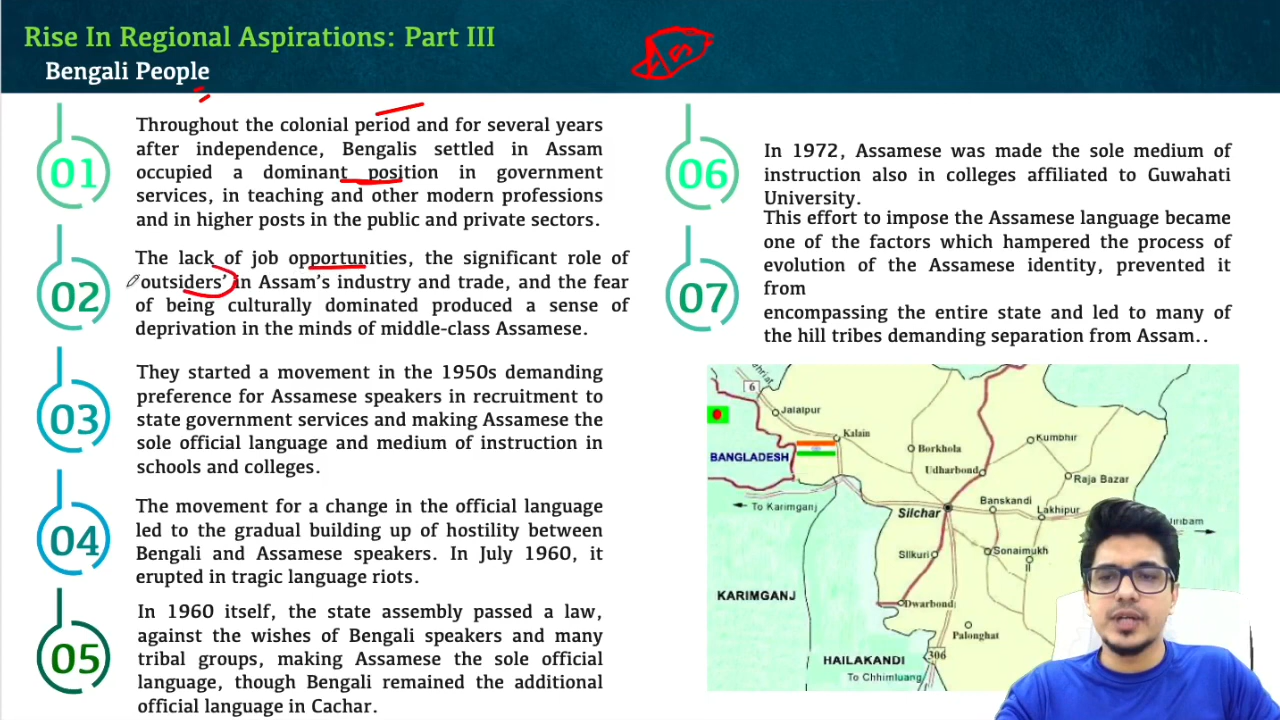 Rise In Regional Aspirations: Part III
Bengali People
01
Throughout the colonial period and for several years
after independence, Bengalis settled in Assam
occupied a dominant position in government
services, in teaching and other modern professions
and in higher posts in the public and private sectors.
02
The lack of job opportunities, the significant role of
'outsiders' in Assam's industry and trade, and the fear
of being culturally dominated produced a sense of
deprivation in the minds of middle-class Assamese.
03
They started a movement in the 1950s demanding
preference for Assamese speakers in recruitment to
state government services and making Assamese the
sole official language and medium of instruction in
schools and colleges.
04
The movement for a change in the official language
led to the gradual building up of hostility between
Bengali and Assamese speakers. In July 1960, it
erupted in tragic language riots.
05
In 1960 itself, the state assembly passed a law,
against the wishes of Bengali speakers and many
tribal groups, making Assamese the sole official
language, though Bengali remained the additional
official language in Cachar.
06
In 1972, Assamese was made the sole medium of
instruction also in colleges affiliated to Guwahati
University.
07
This effort to impose the Assamese language became
one of the factors which hampered the process of
evolution of the Assamese identity, prevented it
from
encompassing the entire state and led to many of
the hill tribes demanding separation from Assam..
6
Jalalpur
Kalain
Borkhola
Kumbhir
BANGLADESH
Udharbond
Raja Bazar
To Karimganj
Banskandi
Silchar
Lakhipur
Silkuri
Sonaimukh
II
KARIMGANJ
Dwarbond
Palonghat
306
HAILAKANDI
To Chhimluang